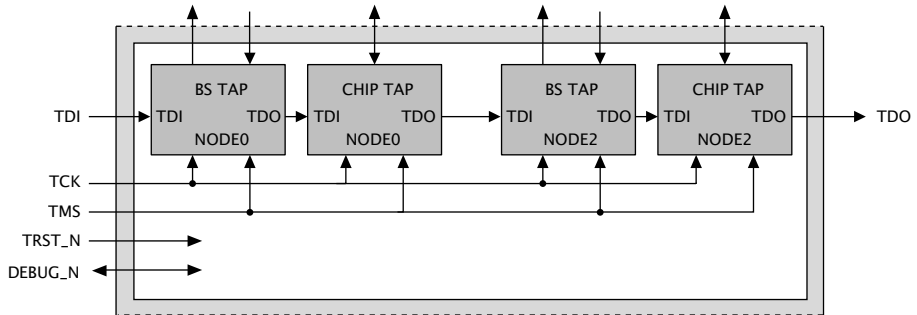 BS TAP CHIP TAP BS TAP CHIP TAP
TDI TDI TDO TDI TDO TDI TDO TDI TDO TDO
NODE0 NODE0 NODE2 NODE2
TCK
TMS
TRST_N
DEBUG_N